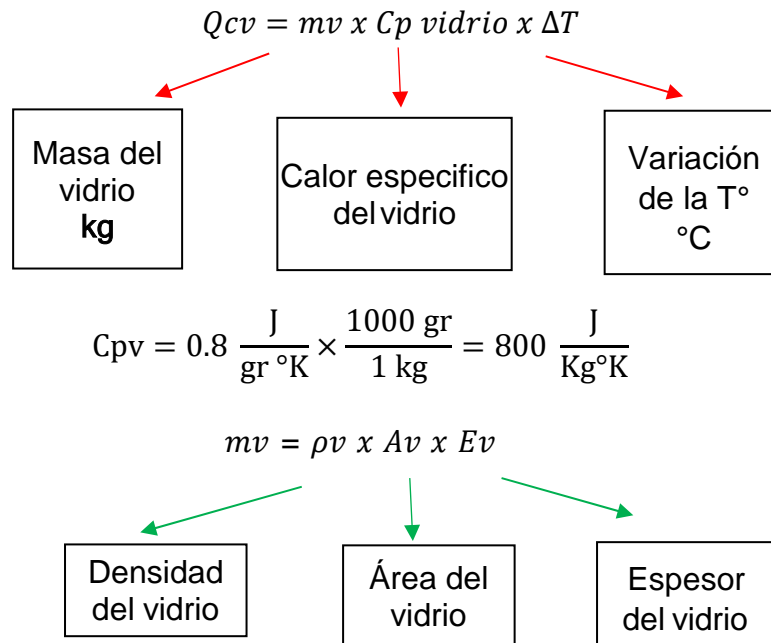 Qcv = mv x Cp vidrio x ΔT
Masa del
vidrio
kg
Calor especifico
del vidrio
Variación
de la T°
°C
Cpv = 0.8 J/gr °K × 1000 gr/1 kg = 800 J/Kg°K
mv = ρv x Av x Ev
Densidad
del vidrio
Área del
vidrio
Espesor
del vidrio